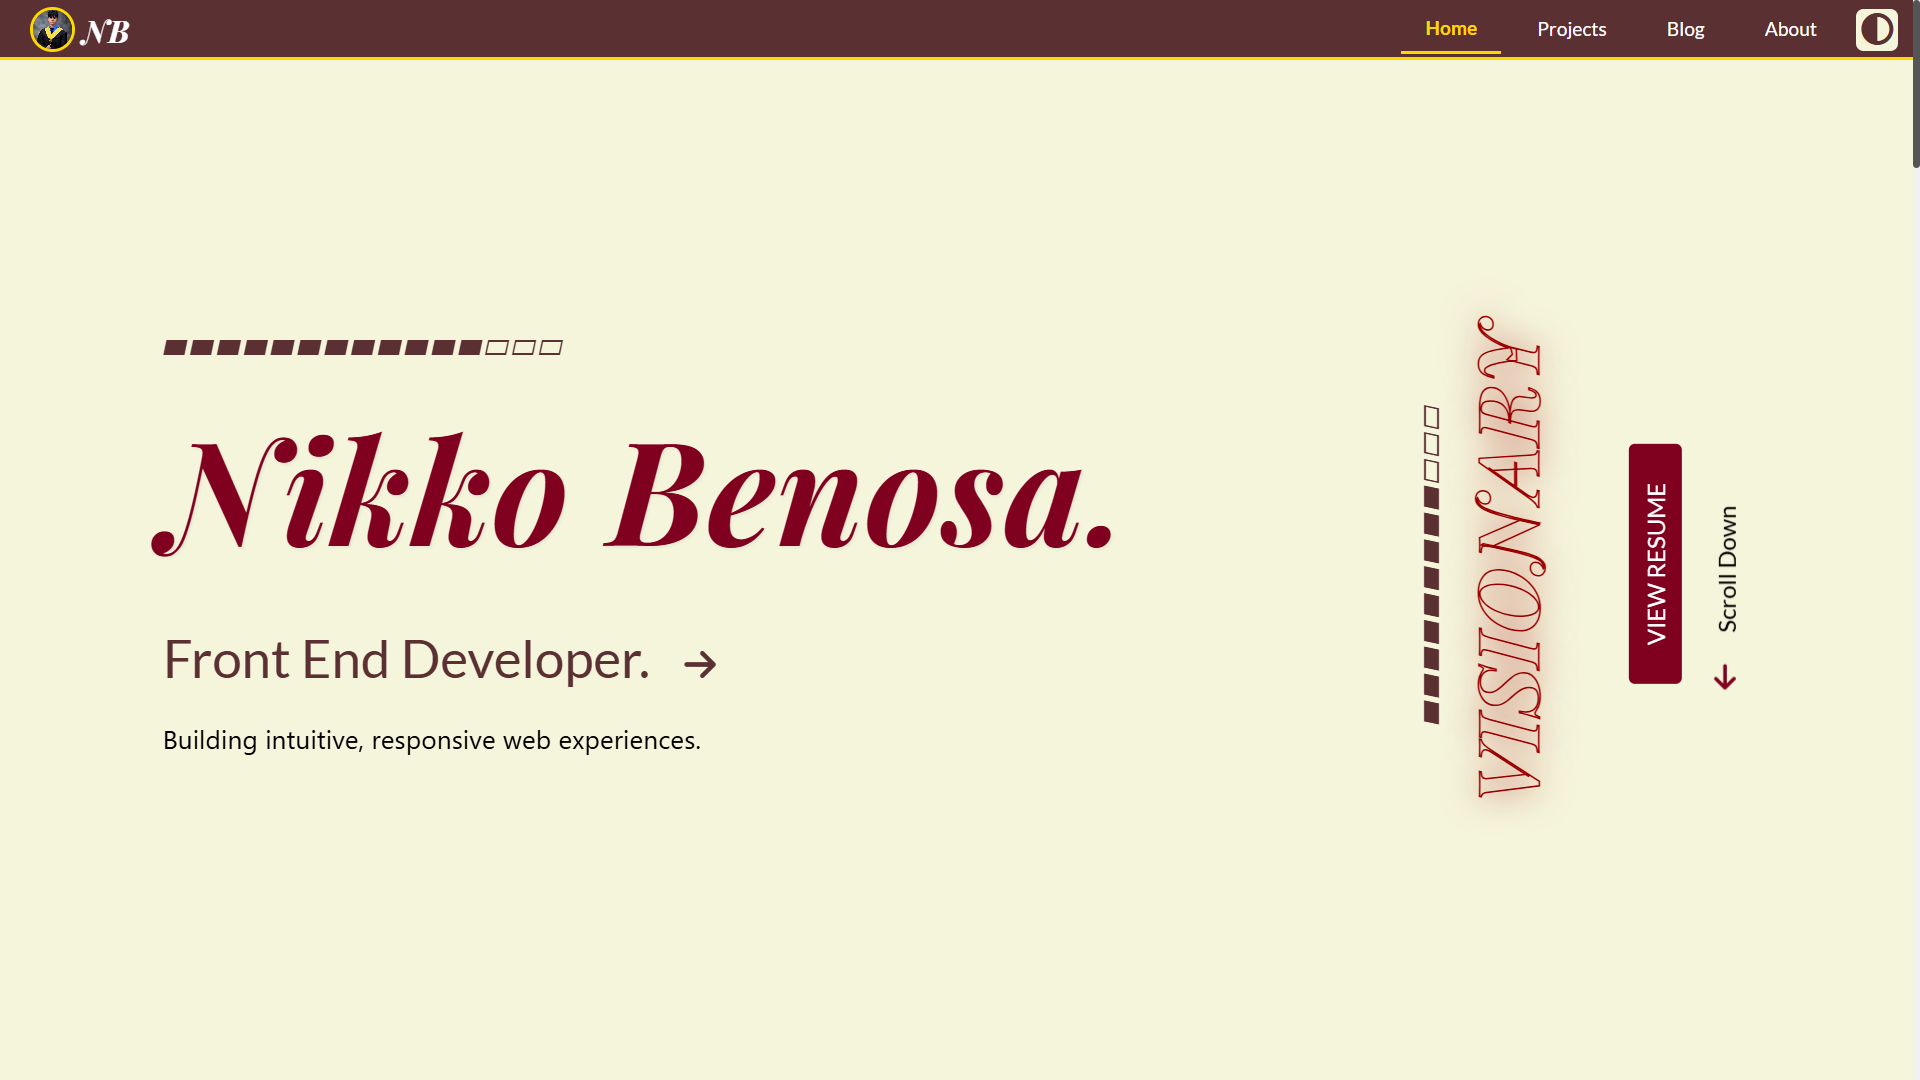 NB
Home
Projects
Blog
About
Nikko Benosa.
Front End Developer. →
Building intuitive, responsive web experiences.
VISIONARY
VIEW RESUME
Scroll Down